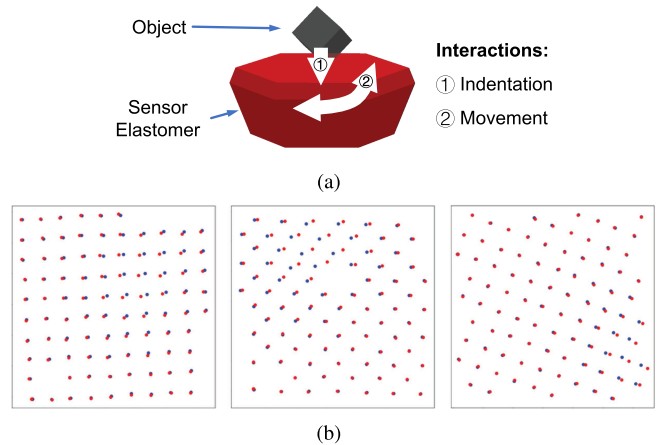 Object
①
②
Sensor
Elastomer
Interactions:
① Indentation
② Movement
(a)
(b)